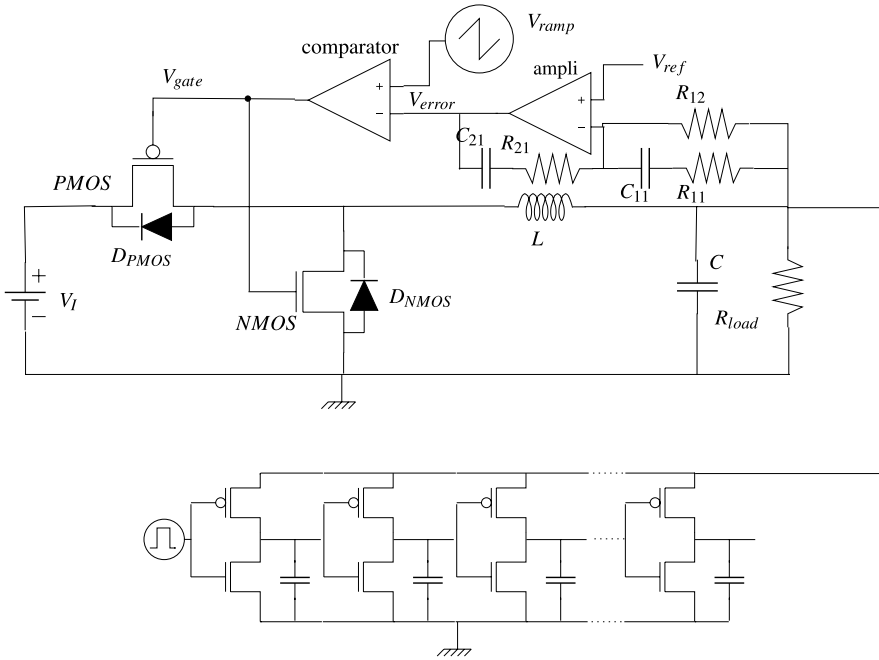 V_ramp
comparator
V_ref
ampli
+
+
V_gate
V_error
R_12
−
−
C_21
R_21
C_11
R_11
PMOS
L
D_PMOS
+
C
V_I
D_NMOS
−
NMOS
R_load